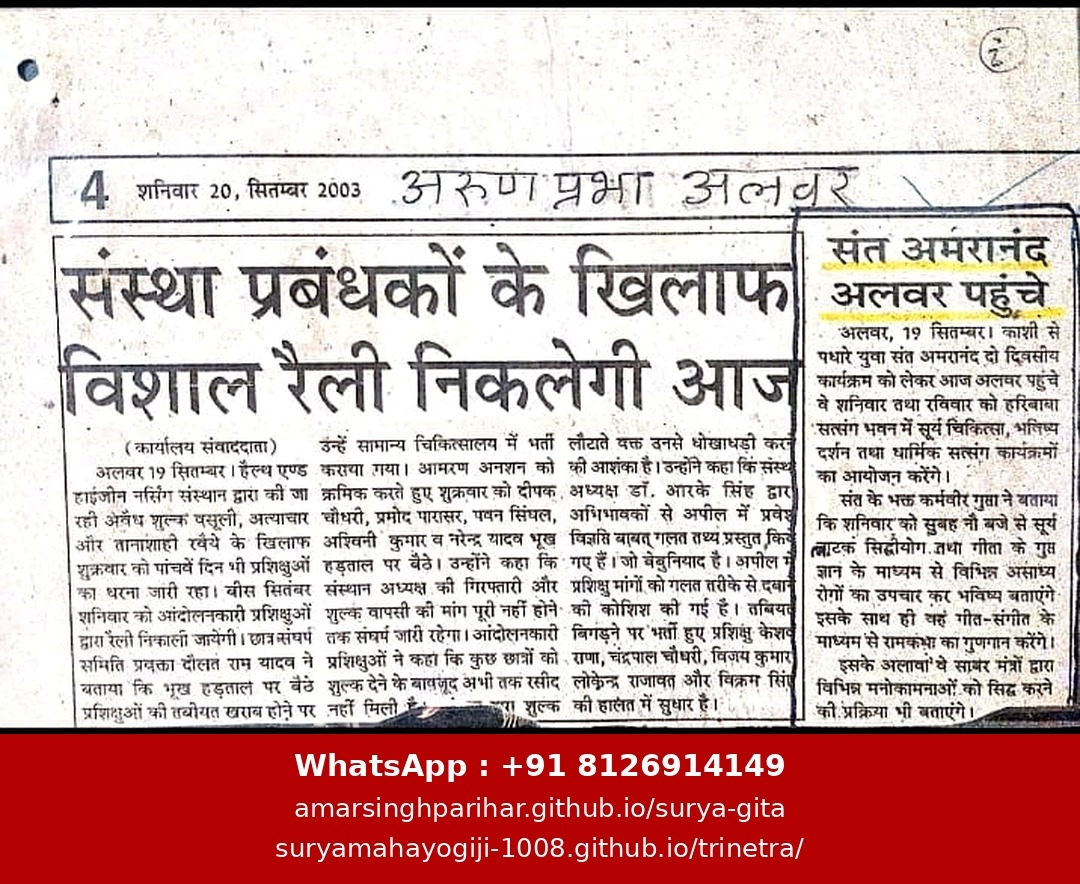 4 शनिवार 20, सितम्बर 2003 अरुण प्रभा अलवर
संस्था प्रबंधकों के खिलाफ
विशाल रैली निकलेगी आज
(कार्यालय संवाददाता)
अलवर 19 सितम्बर। हैल्थ एण्ड
हाईजीन नर्सिंग संस्थान द्वारा की जा
रही अवैध शुल्क वसूली, अत्याचार
और तानाशाही रवैये के खिलाफ
शुक्रवार को पांचवें दिन भी प्रशिक्षुओं
का धरना जारी रहा। बीस सितंबर
शनिवार को आंदोलनकारी प्रशिक्षुओं
द्वारा रैली निकाली जायेगी। छात्र संघर्ष
समिति प्रवक्ता दौलत राम यादव ने
बताया कि भूख हड़ताल पर बैठे
प्रशिक्षुओं की तबीयत खराब होने पर
उन्हें सामान्य चिकित्सालय में भर्ती
कराया गया। आमरण अनशन को
क्रमिक करते हुए शुक्रवार को दीपक
चौधरी, प्रमोद पारासर, पवन सिंघल,
अश्विनी कुमार व नरेन्द्र यादव भूख
हड़ताल पर बैठे। उन्होंने कहा कि
संस्थान अध्यक्ष की गिरफ्तारी और
शुल्क वापसी की मांग पूरी नहीं होने
तक संघर्ष जारी रहेगा। आंदोलनकारी
प्रशिक्षुओं ने कहा कि कुछ छात्रों को
शुल्क देने के बावजूद अभी तक रसीद
नहीं मिली है। शुल्क
लौटाते वक्त उनसे धोखाधड़ी करने
की आशंका है। उन्होंने कहा कि संस्था
अध्यक्ष डॉ. आरके सिंह द्वारा
अभिभावकों से अपील में प्रवेश
विज्ञप्ति बाबत् गलत तथ्य प्रस्तुत किये
गए हैं। जो बेबुनियाद है। अपील में
प्रशिक्षु मांगों को गलत तरीके से दबाने
की कोशिश की गई है। तबियत
बिगड़ने पर भर्ती हुए प्रशिक्षु केशव
राणा, चंद्रपाल चौधरी, विजय कुमार
लोकेन्द्र राजावत और विक्रम सिंह
की हालत में सुधार है।
संत अमरानंद
अलवर पहुंचे
अलवर, 19 सितम्बर। काशी से
पधारे युवा संत अमरानंद दो दिवसीय
कार्यक्रम को लेकर आज अलवर पहुंचे
वे शनिवार तथा रविवार को हरिबाबा
सत्संग भवन में सूर्य चिकित्सा, भविष्य
दर्शन तथा धार्मिक सत्संग कार्यक्रमों
का आयोजन करेंगे।
संत के भक्त कर्मवीर गुप्ता ने बताया
कि शनिवार को सुबह नौ बजे से सूर्य
त्राटक सिद्धीयोग तथा गीता के गुप्त
ज्ञान के माध्यम से विभिन्न असाध्य
रोगों का उपचार कर भविष्य बताएंगे
इसके साथ ही वह गीत-संगीत के
माध्यम से रामकथा का गुणगान करेंगे।
इसके अलावा वे साबर मंत्रों द्वारा
विभिन्न मनोकामनाओं को सिद्ध करने
की प्रक्रिया भी बताएंगे।
WhatsApp : +91 8126914149
amarsinghparihar.github.io/surya-gita
suryamahayogiji-1008.github.io/trinetra/